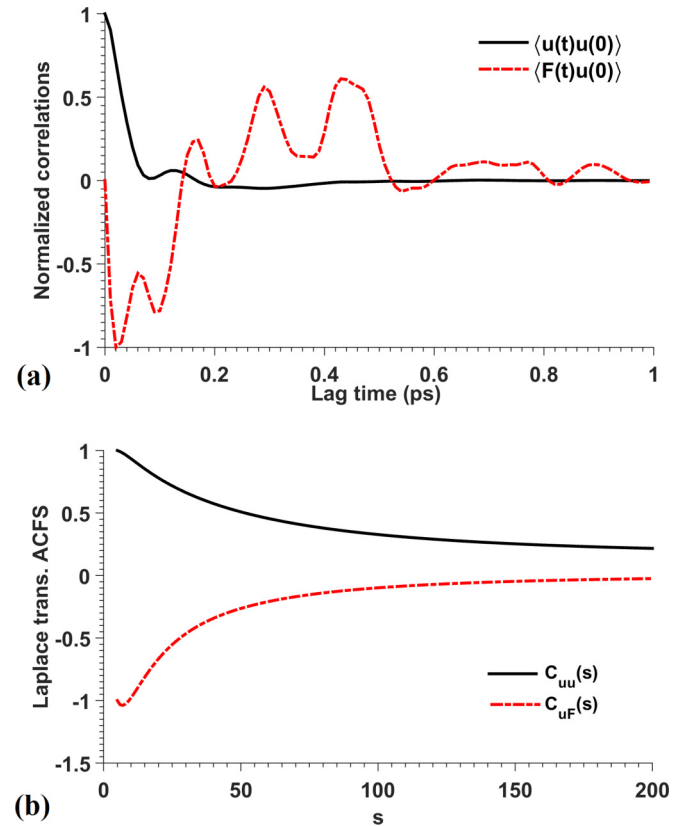 1
0.5
0
-0.5
-1
Normalized correlations
⟨u(t)u(0)⟩
⟨F(t)u(0)⟩
0 0.2 0.4 0.6 0.8 1
Lag time (ps)
(a)
1
0.5
0
-0.5
-1
-1.5
Laplace trans. ACFS
C_uu(s)
C_uF(s)
0 50 100 150 200
s
(b)